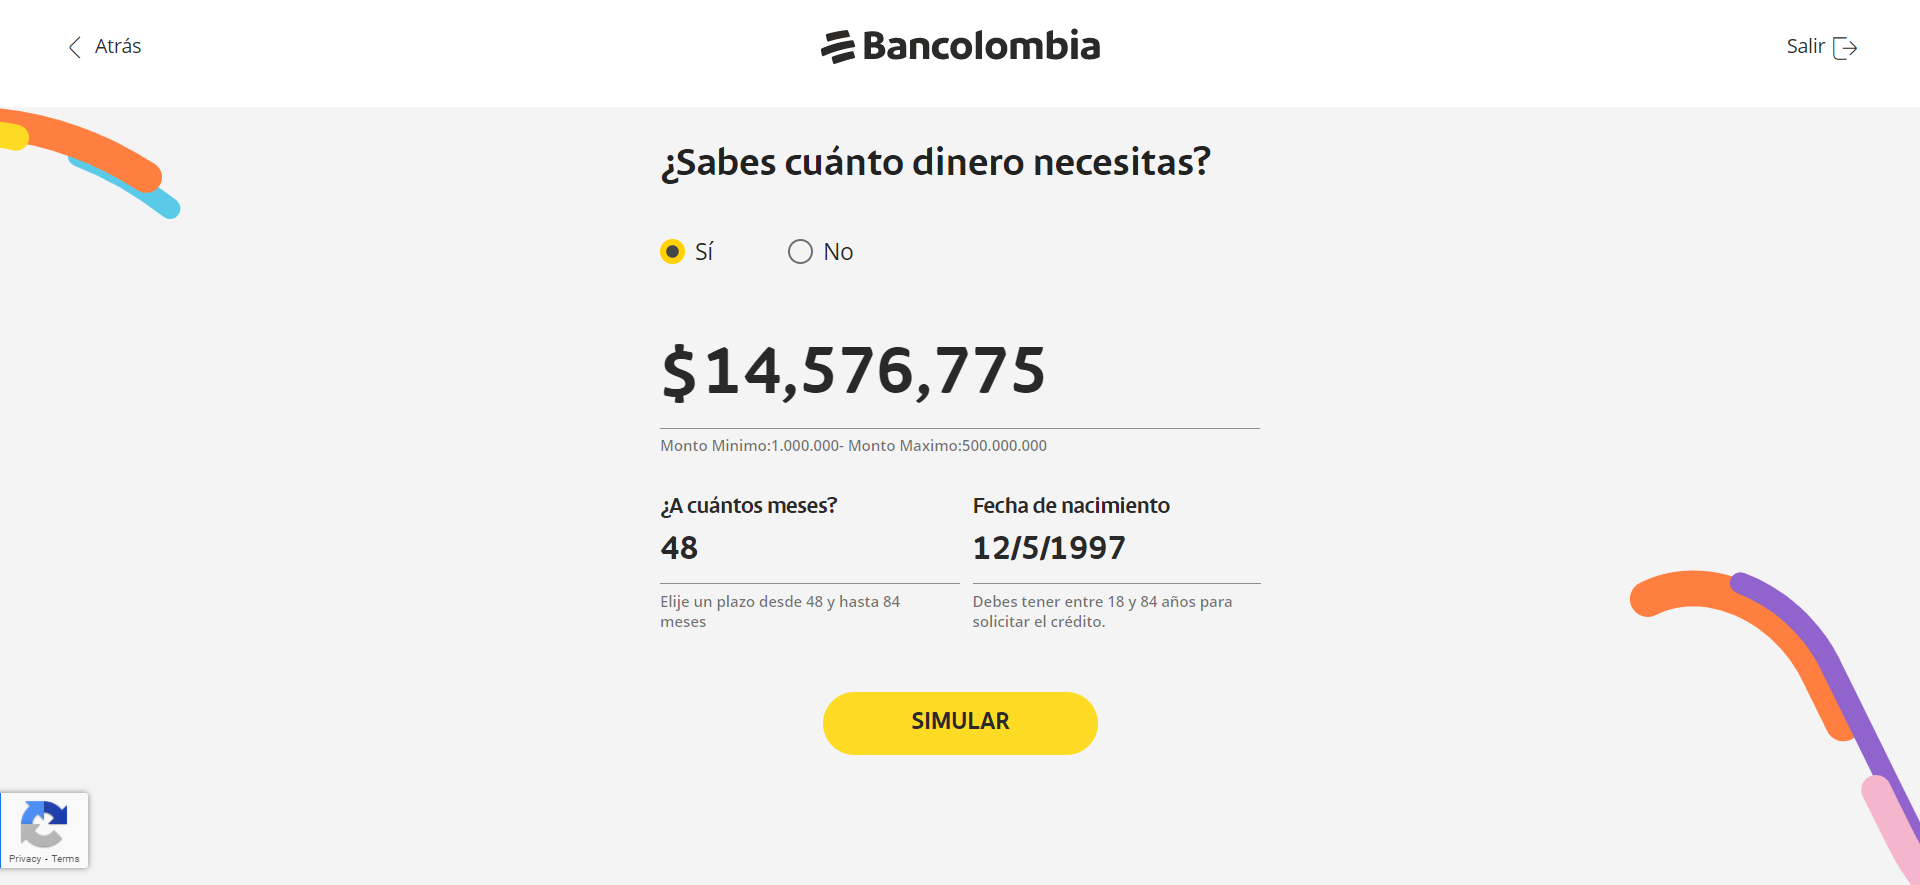 Atrás
Bancolombia
Salir
¿Sabes cuánto dinero necesitas?
Sí
No
$14,576,775
Monto Minimo:1.000.000- Monto Maximo:500.000.000
¿A cuántos meses?
48
Elije un plazo desde 48 y hasta 84
meses
Fecha de nacimiento
12/5/1997
Debes tener entre 18 y 84 años para
solicitar el crédito.
SIMULAR
Privacy - Terms